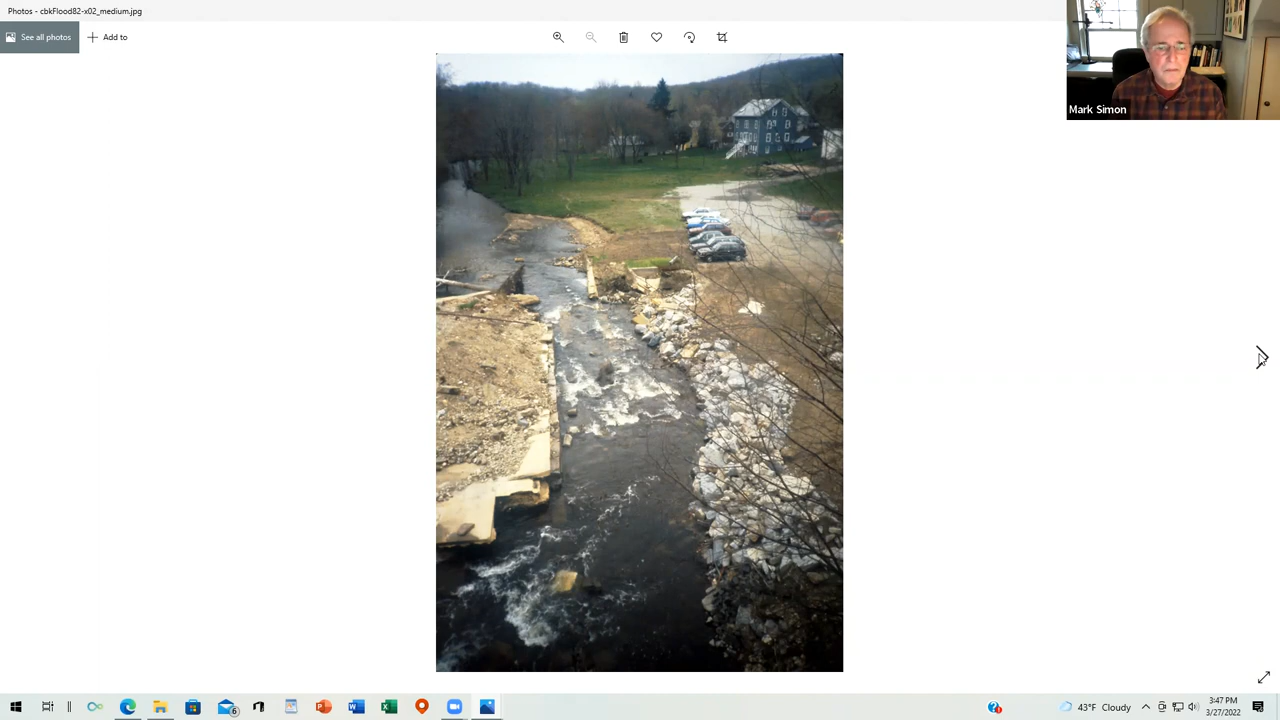 Photos - cbkFlood82-x02_medium.jpg
See all photos
Add to
Mark Simon
6
43°F Cloudy
3:47 PM
3/27/2022